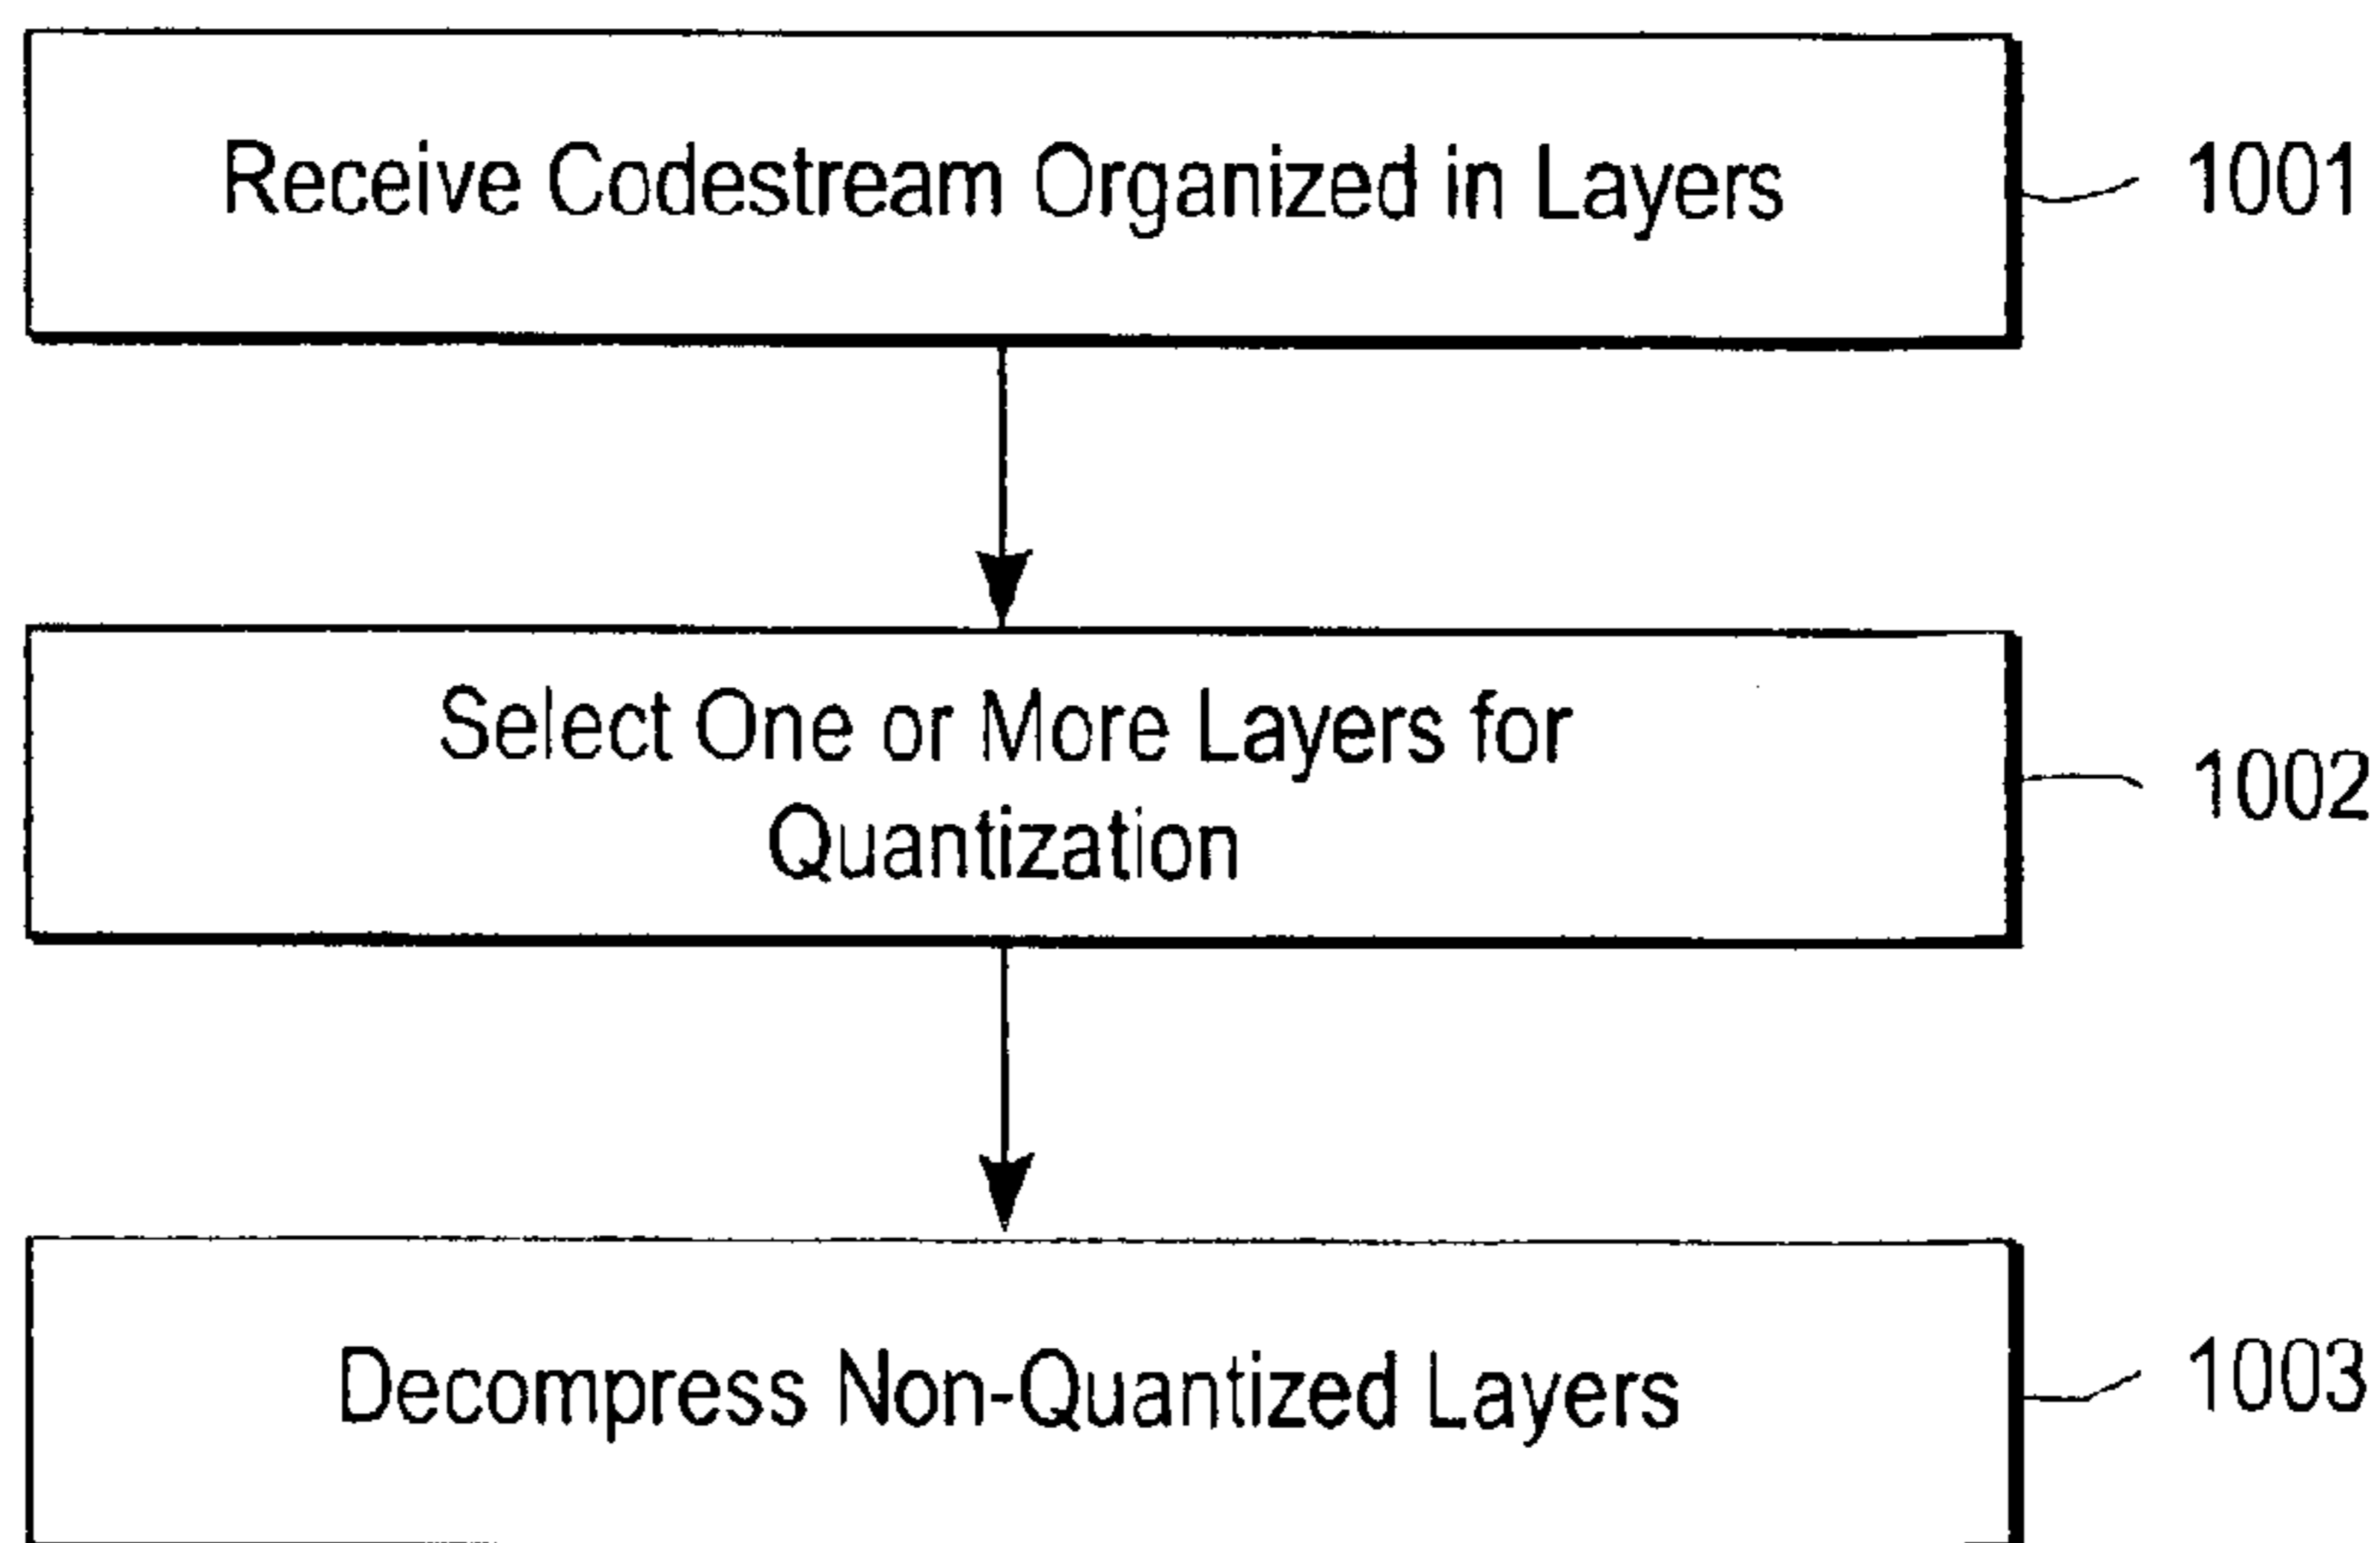 Receive Codestream Organized in Layers
1001
Select One or More Layers for
Quantization
1002
Decompress Non-Quantized Layers
1003